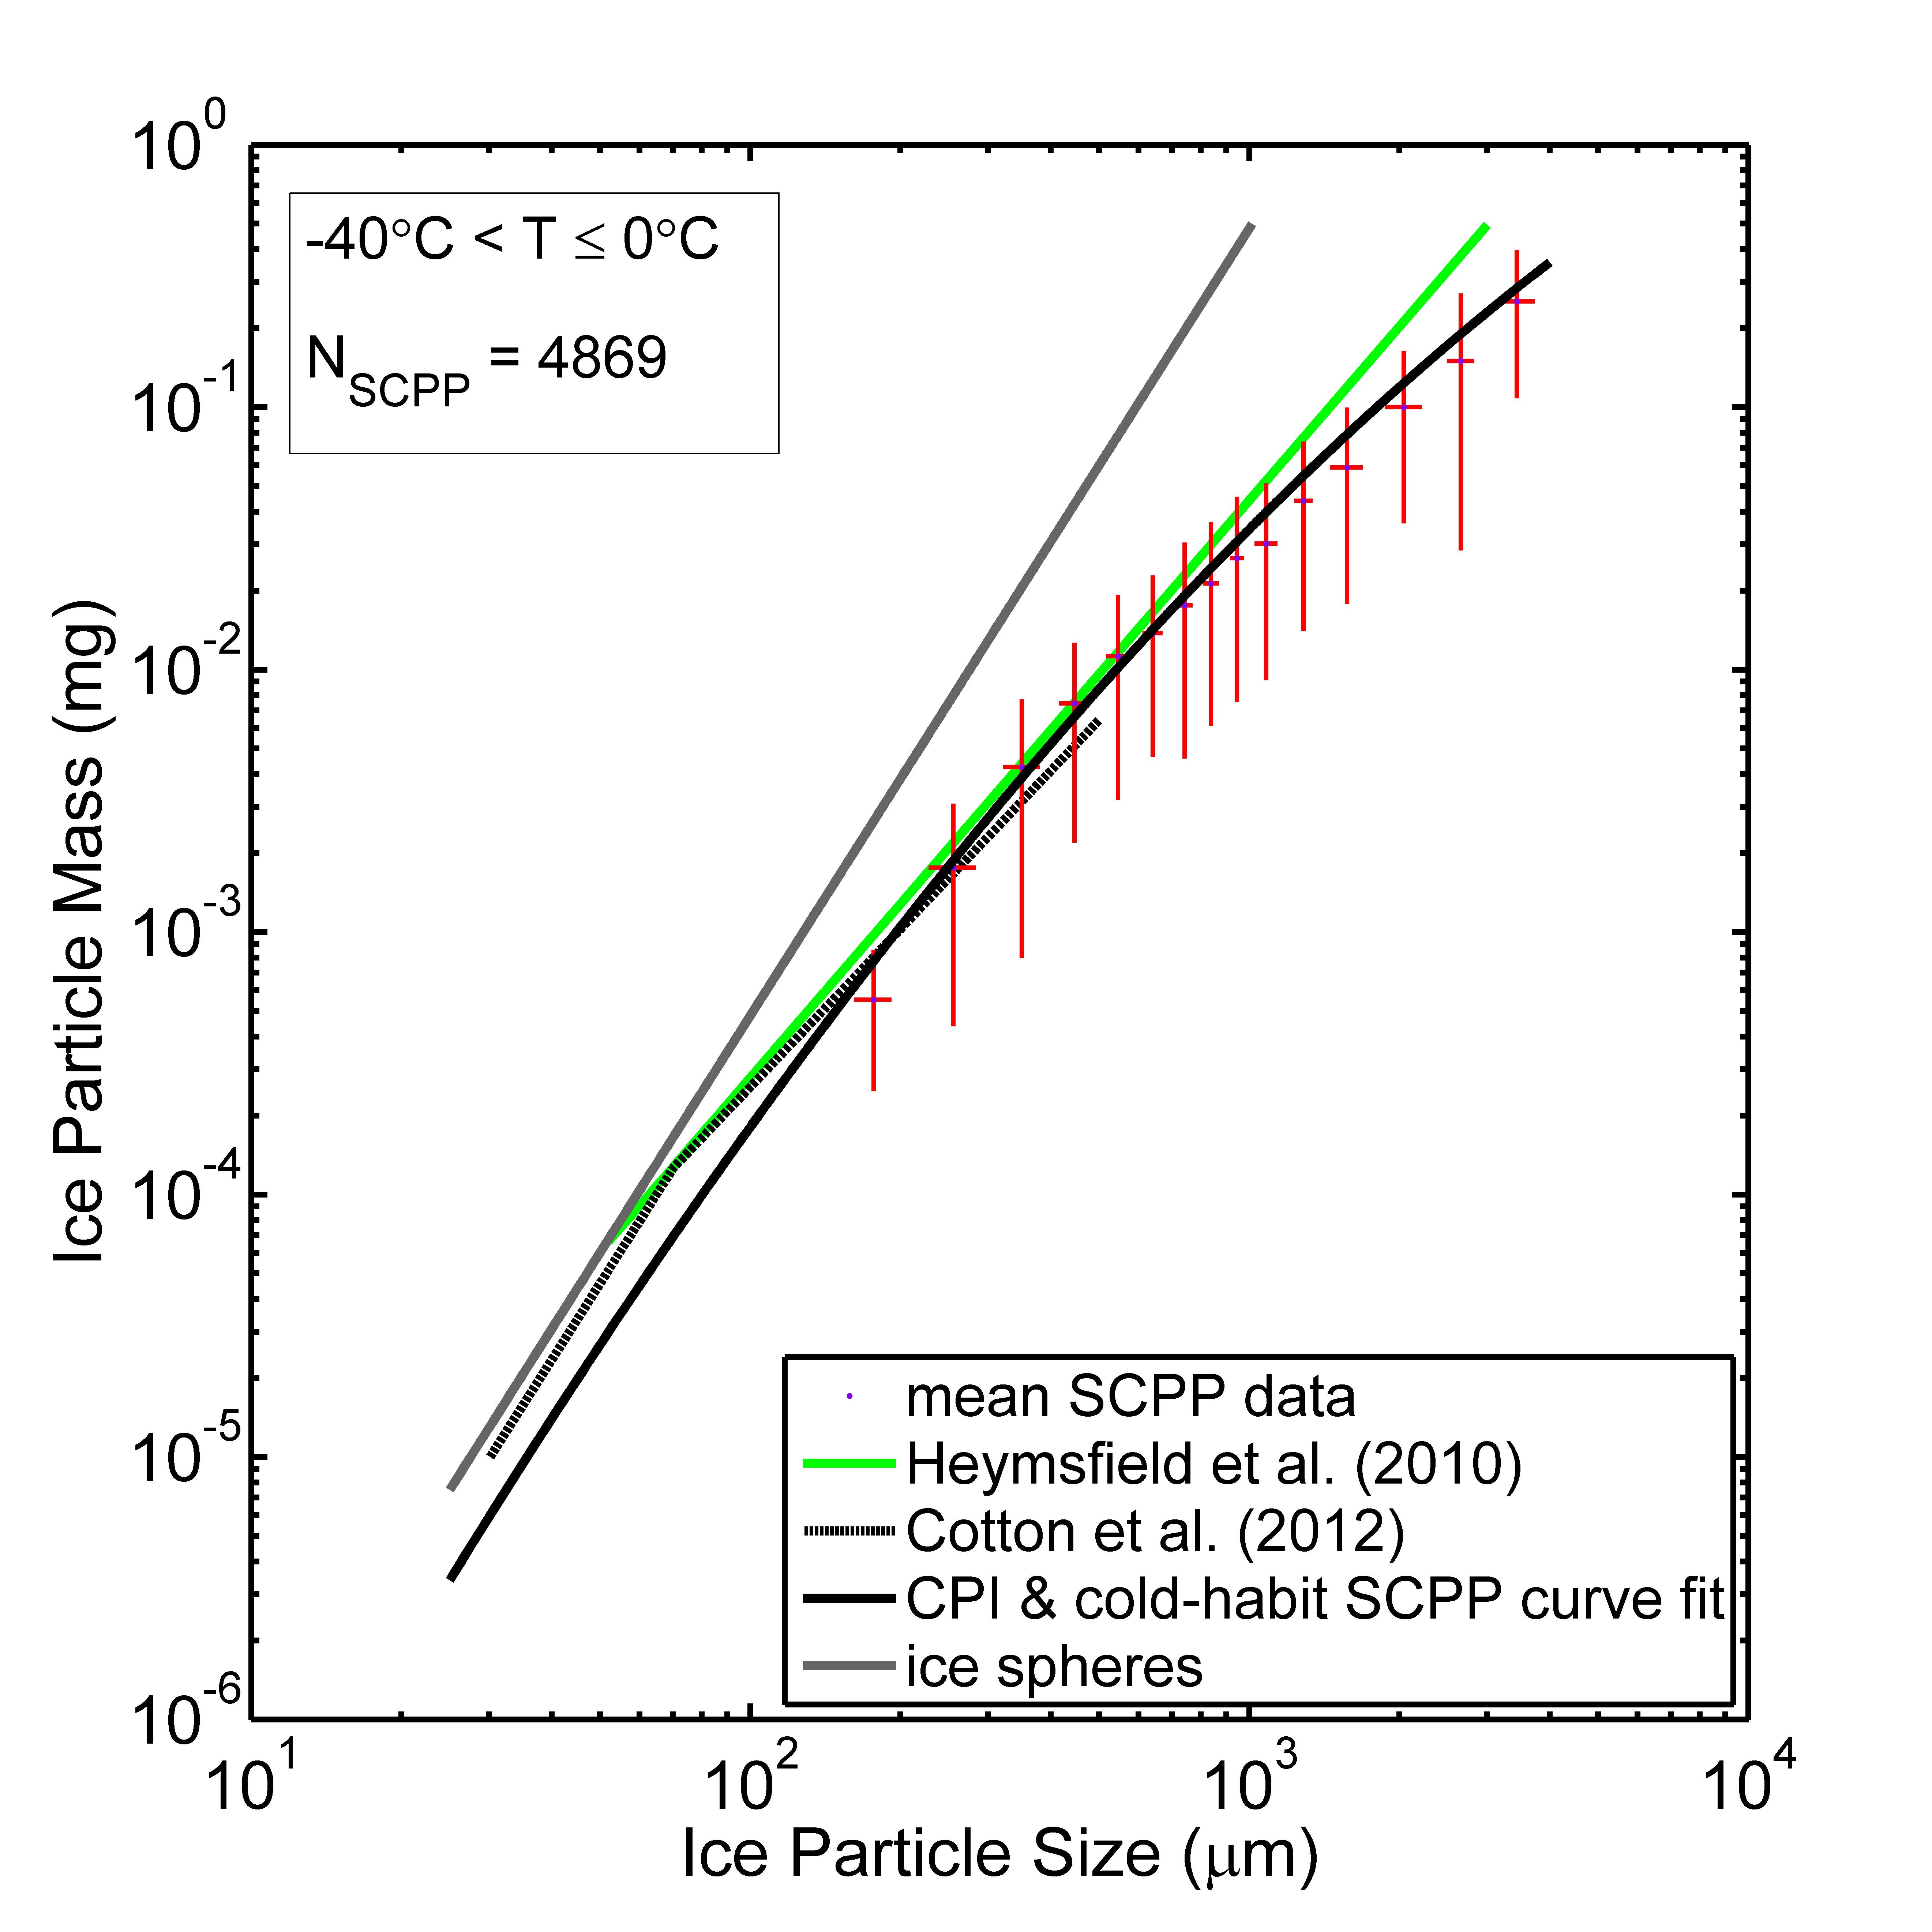 10^0
10^-1
10^-2
10^-3
10^-4
10^-5
10^-6
Ice Particle Mass (mg)
-40°C < T ≤ 0°C
N_SCPP = 4869
mean SCPP data
Heymsfield et al. (2010)
Cotton et al. (2012)
CPI & cold-habit SCPP curve fit
ice spheres
10^1 10^2 10^3 10^4
Ice Particle Size (μm)